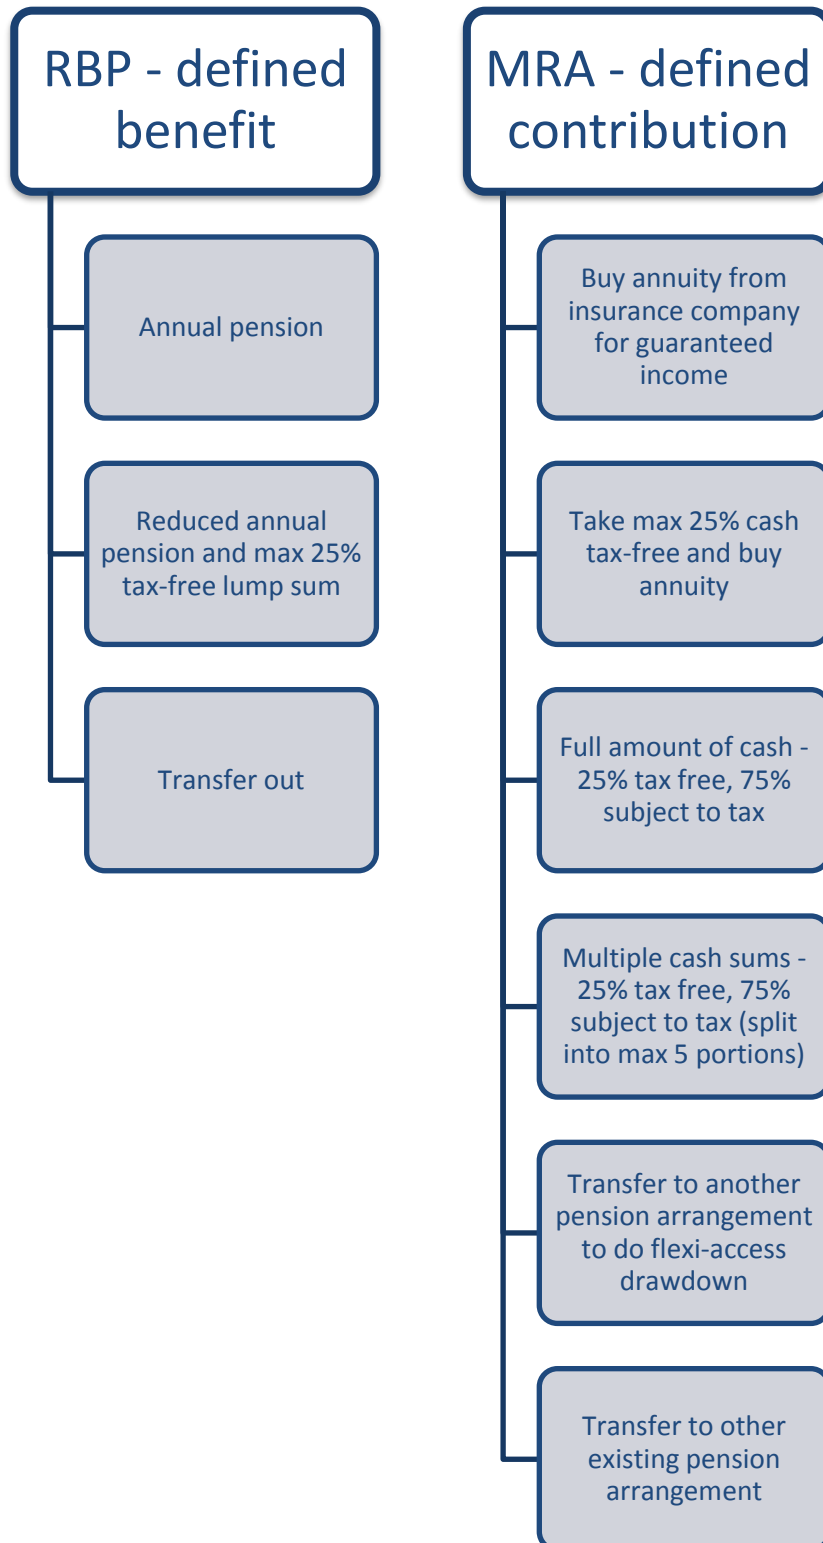 RBP - defined
benefit
Annual pension
Reduced annual
pension and max 25%
tax-free lump sum
Transfer out
MRA - defined
contribution
Buy annuity from
insurance company
for guaranteed
income
Take max 25% cash
tax-free and buy
annuity
Full amount of cash -
25% tax free, 75%
subject to tax
Multiple cash sums -
25% tax free, 75%
subject to tax (split
into max 5 portions)
Transfer to another
pension arrangement
to do flexi-access
drawdown
Transfer to other
existing pension
arrangement